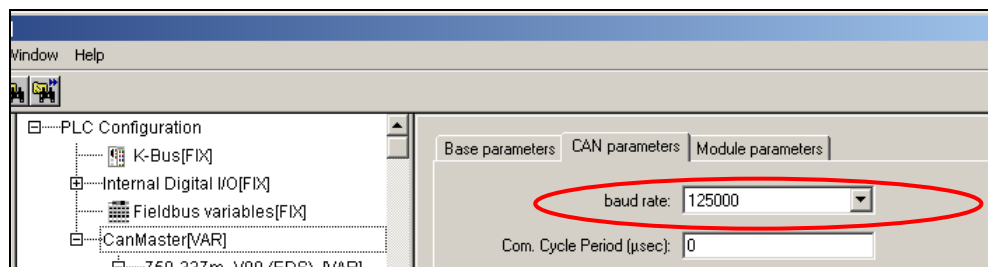 Window Help
PLC Configuration
K-Bus[FIX]
Internal Digital I/O[FIX]
Fieldbus variables[FIX]
CanMaster[VAR]
Base parameters CAN parameters Module parameters
baud rate: 125000
Com. Cycle Period (µsec): 0